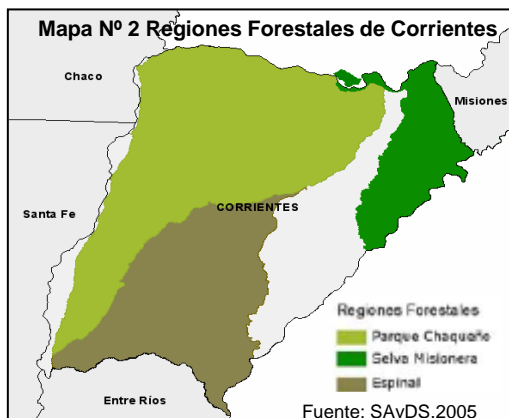 Mapa Nº 2 Regiones Forestales de Corrientes
Chaco
Misiones
CORRIENTES
Santa Fe
Regiones Forestales
Parque Chaqueño
Selva Misionera
Espinal
Entre Ríos
Fuente: SAyDS.2005